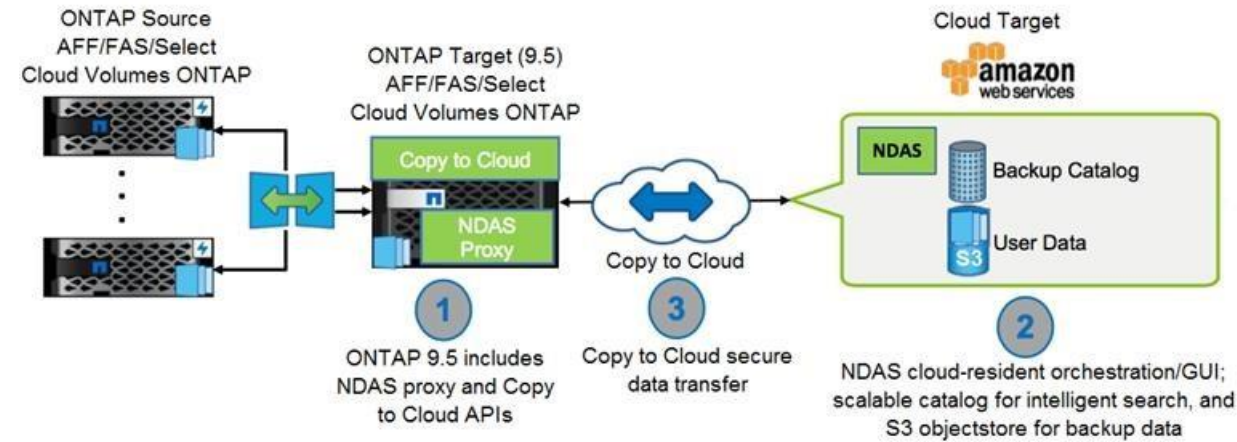 ONTAP Source
AFF/FAS/Select
Cloud Volumes ONTAP
ONTAP Target (9.5)
AFF/FAS/Select
Cloud Volumes ONTAP
Copy to Cloud
NDAS
Proxy
1
ONTAP 9.5 includes
NDAS proxy and Copy
to Cloud APIs
Copy to Cloud
3
Copy to Cloud secure
data transfer
Cloud Target
amazon
web services
NDAS
Backup Catalog
User Data
S3
2
NDAS cloud-resident orchestration/GUI;
scalable catalog for intelligent search, and
S3 objectstore for backup data